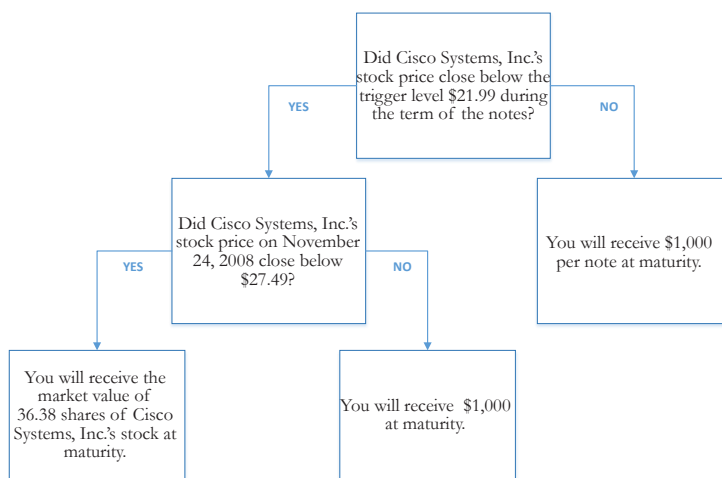 Did Cisco Systems, Inc.'s
stock price close below the
trigger level $21.99 during
the term of the notes?
YES
NO
Did Cisco Systems, Inc.'s
stock price on November
24, 2008 close below
$27.49?
You will receive $1,000
per note at maturity.
YES
NO
You will receive the
market value of
36.38 shares of Cisco
Systems, Inc.'s stock at
maturity.
You will receive $1,000
at maturity.